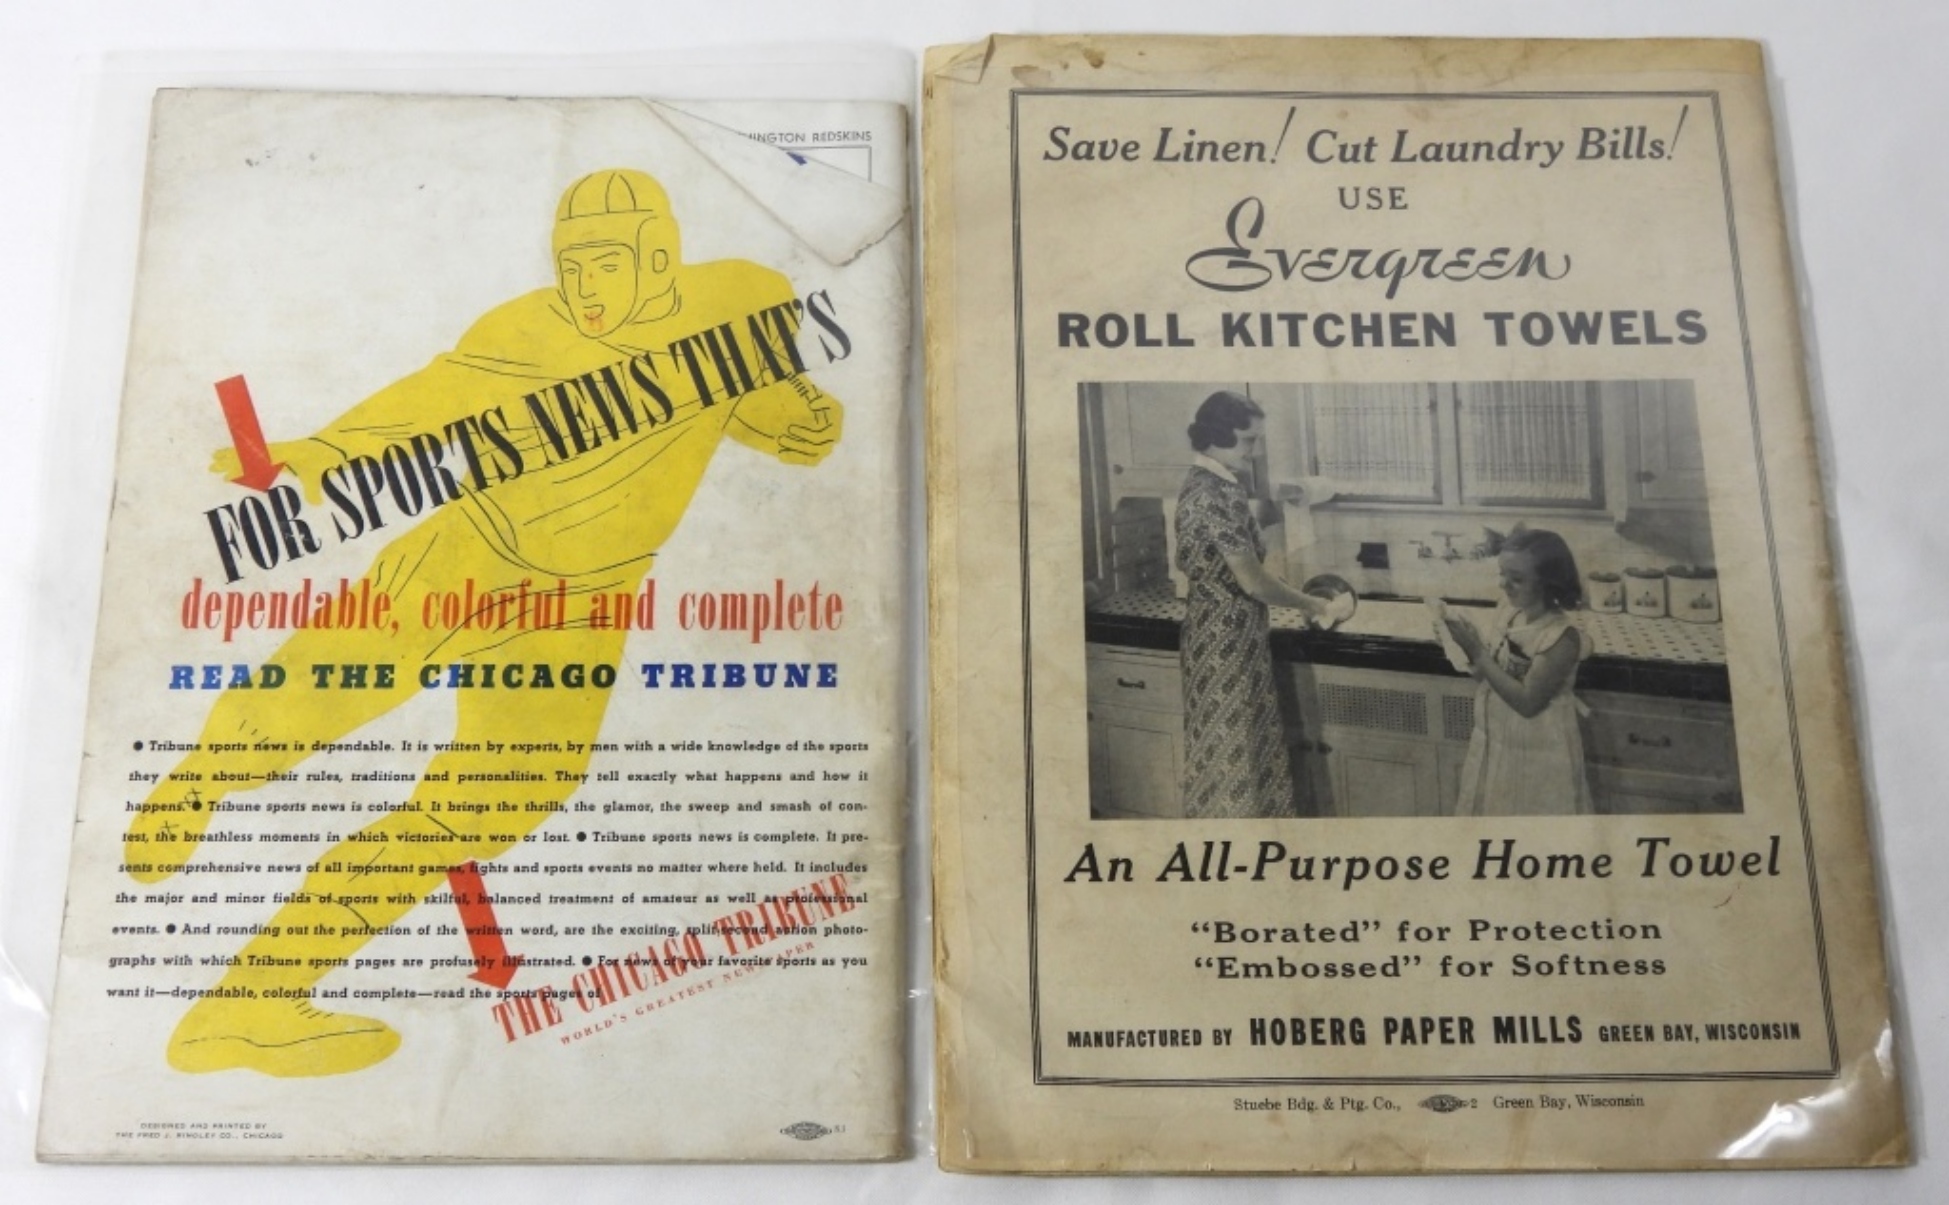 INGTON REDSKINS
FOR SPORTS NEWS THAT'S
dependable, colorful and complete
READ THE CHICAGO TRIBUNE
● Tribune sports news is dependable. It is written by experts, by men with a wide knowledge of the sports
they write about—their rules, traditions and personalities. They tell exactly what happens and how it
happens. ● Tribune sports news is colorful. It brings the thrills, the glamor, the sweep and smash of con-
test, the breathless moments in which victories are won or lost. ● Tribune sports news is complete. It pre-
sents comprehensive news of all important games, fights and sports events no matter where held. It includes
the major and minor fields of sports with skilful, balanced treatment of amateur as well as professional
events. ● And rounding out the perfection of the written word, are the exciting, split-second action photo-
graphs with which Tribune sports pages are profusely illustrated. ● For news of your favorite sports as you
want it—dependable, colorful and complete—read the sports pages of
THE CHICAGO TRIBUNE
WORLD'S GREATEST NEWSPAPER
DESIGNED AND PRINTED BY
THE FRED J. RINGLEY CO., CHICAGO
Save Linen! Cut Laundry Bills!
USE
Evergreen
ROLL KITCHEN TOWELS
An All-Purpose Home Towel
"Borated" for Protection
"Embossed" for Softness
MANUFACTURED BY HOBERG PAPER MILLS GREEN BAY, WISCONSIN
Stuebe Bdg. & Ptg. Co., 2 Green Bay, Wisconsin